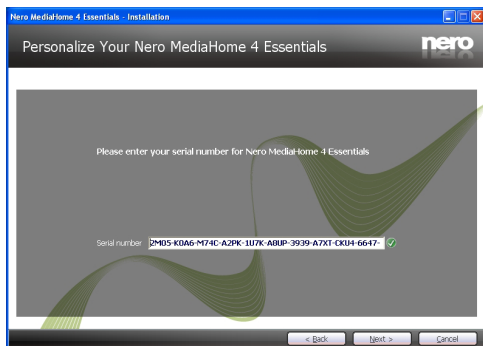 Nero MediaHome 4 Essentials - Installation
Personalize Your Nero MediaHome 4 Essentials
nero
Please enter your serial number for Nero MediaHome 4 Essentials
Serial number 2M05-K0A6-M74C-A2PK-1U7K-A8UP-3939-A7XT-CKU4-6647-
< Back Next > Cancel